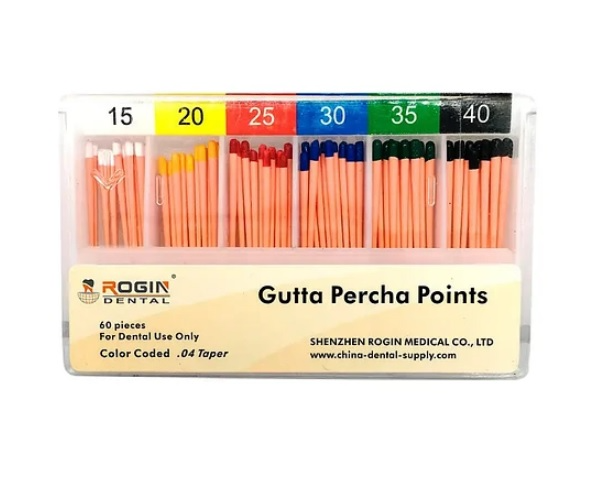 15 20 25 30 35 40
ROGIN®
DENTAL
Gutta Percha Points
60 pieces
For Dental Use Only
Color Coded .04 Taper
SHENZHEN ROGIN MEDICAL CO., LTD
www.china-dental-supply.com